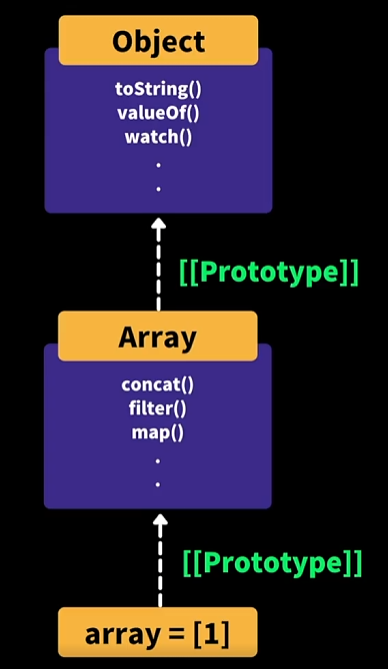 Object
toString()
valueOf()
watch()
.
.
[[Prototype]]
Array
concat()
filter()
map()
.
.
[[Prototype]]
array = [1]